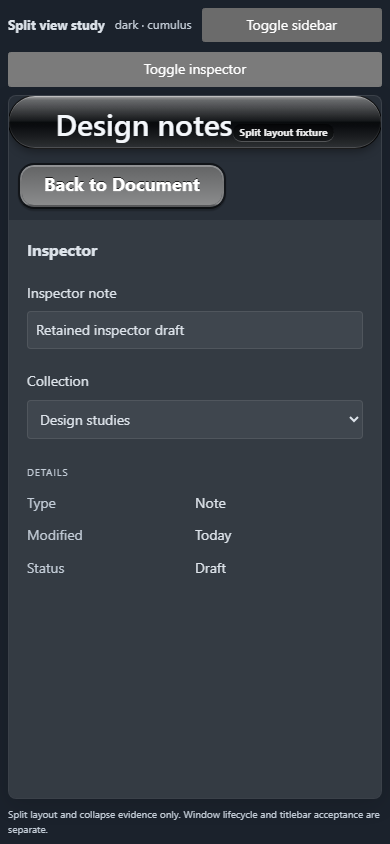 Split view study dark · cumulus Toggle sidebar
Toggle inspector
Design notes Split layout fixture
Back to Document
Inspector
Inspector note
Retained inspector draft
Collection
Design studies
DETAILS
Type Note
Modified Today
Status Draft
Split layout and collapse evidence only. Window lifecycle and titlebar acceptance are
separate.